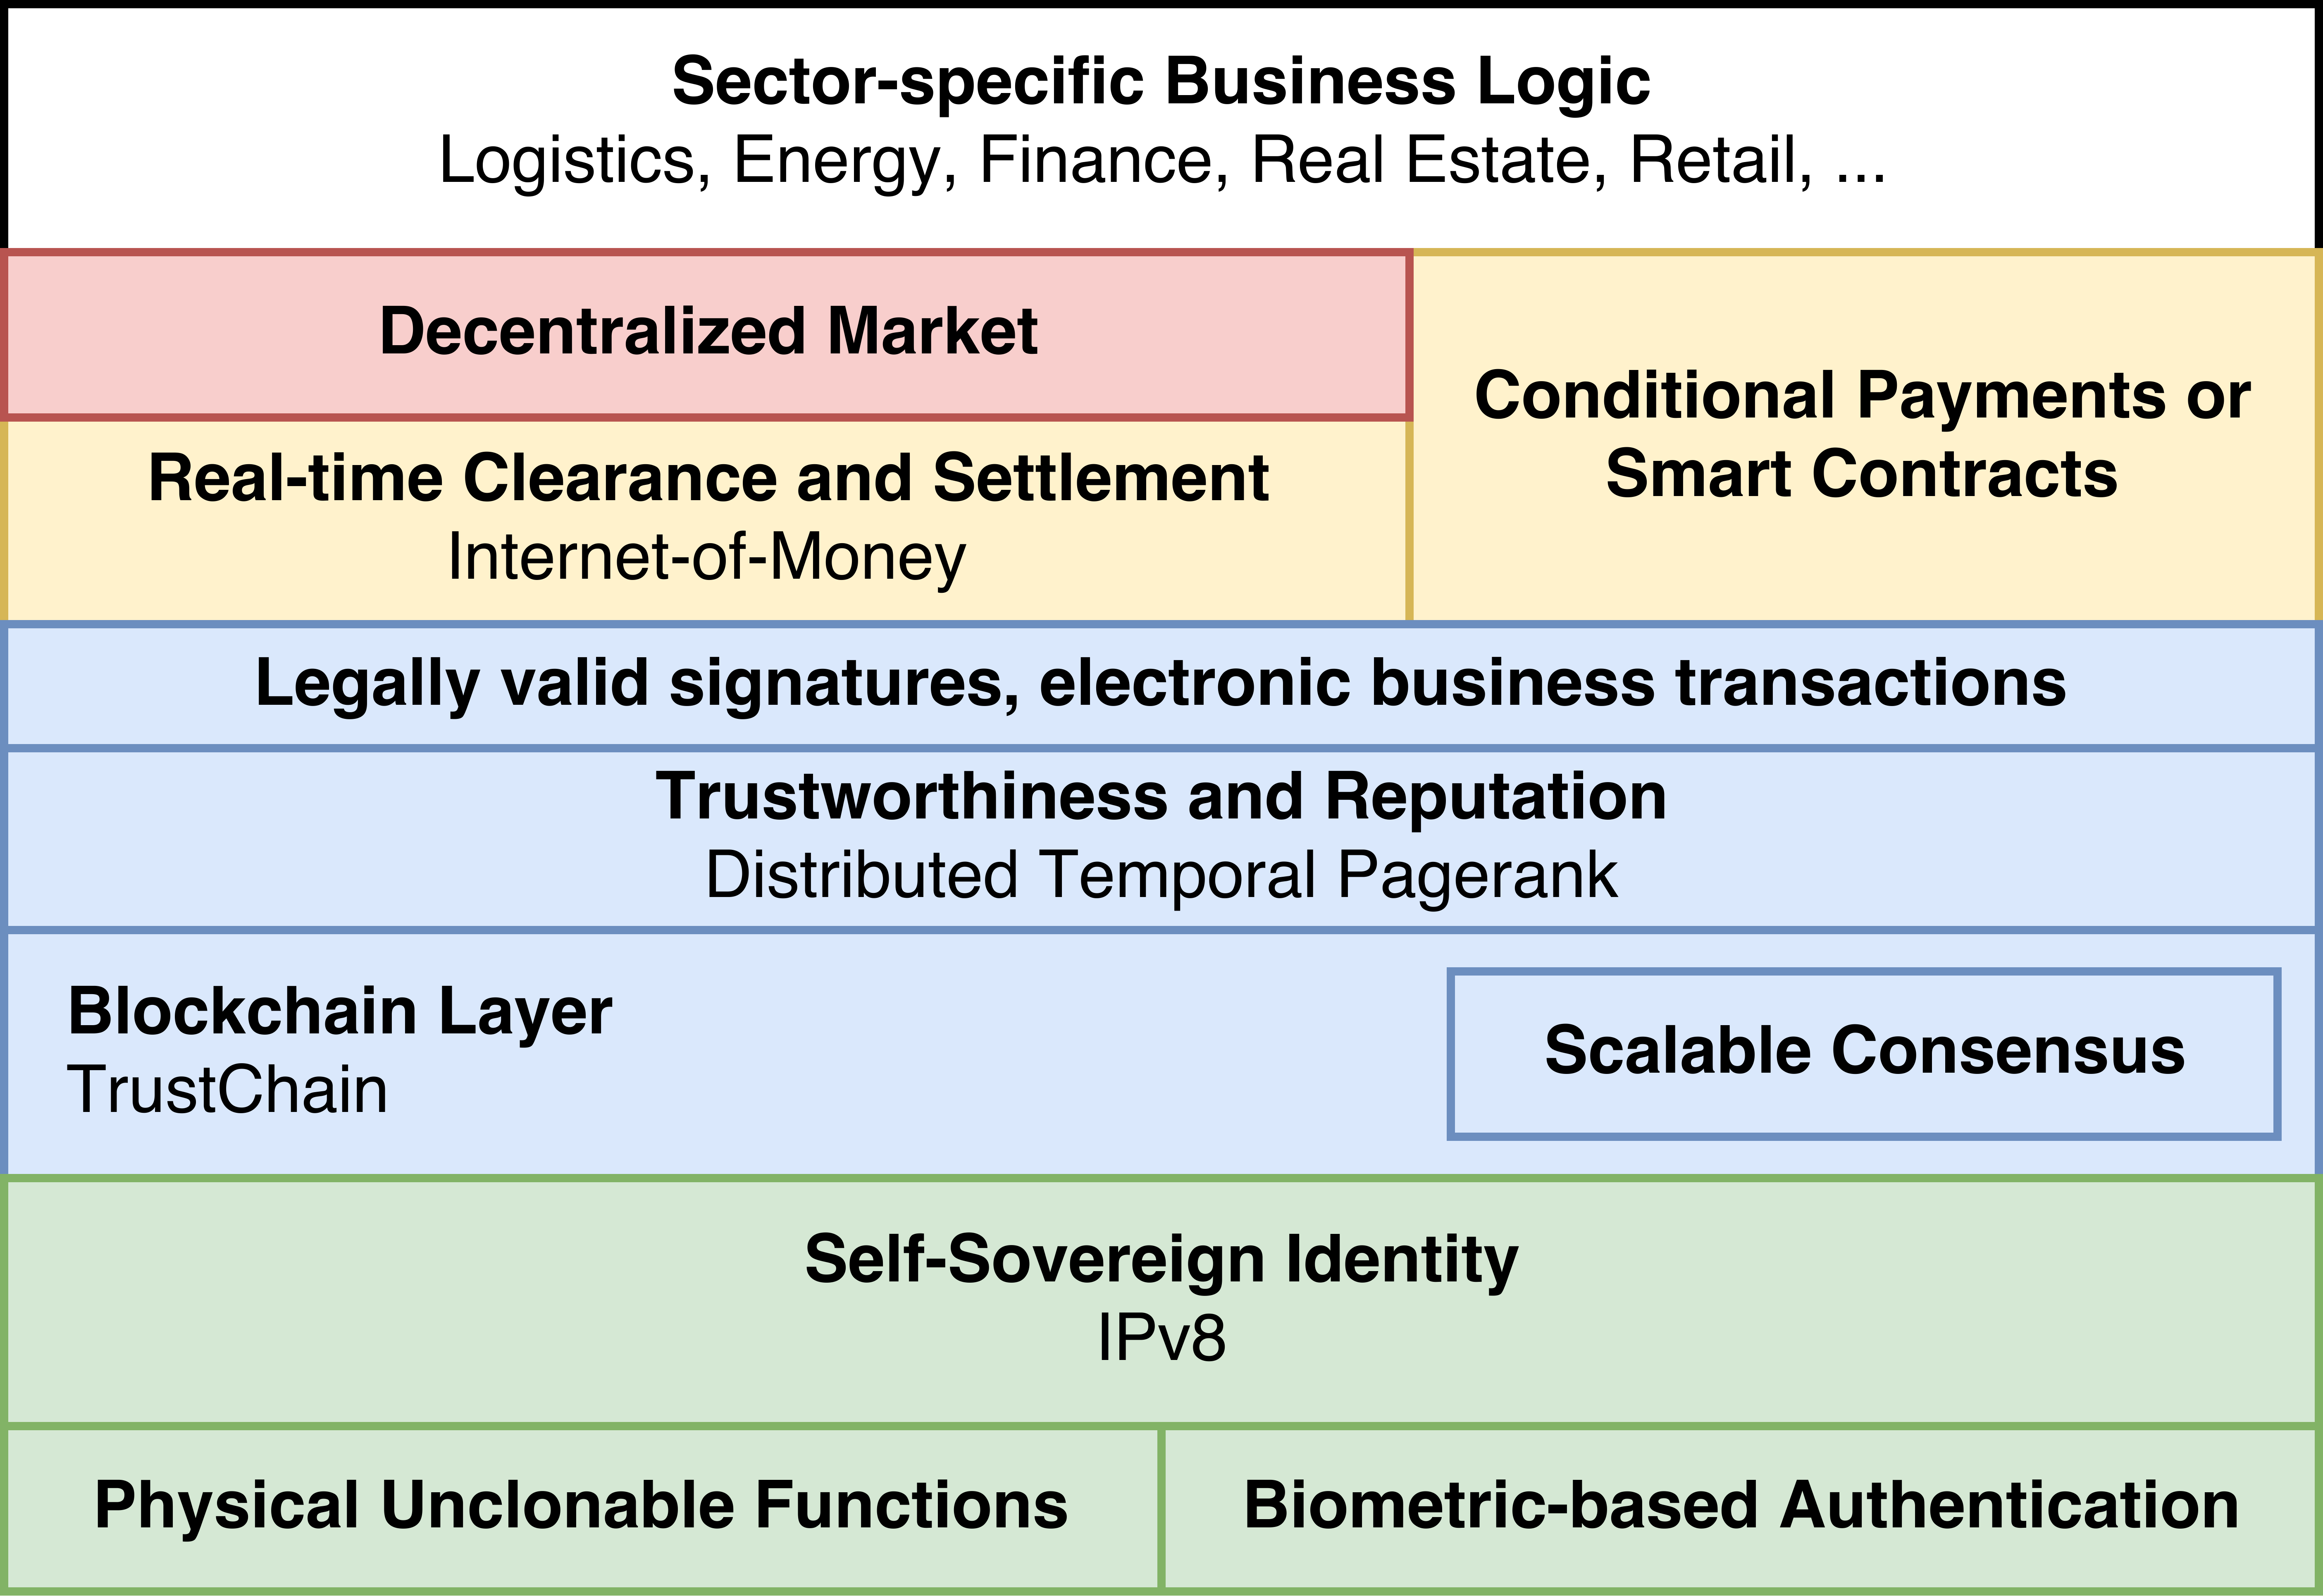 Sector-specific Business Logic
Logistics, Energy, Finance, Real Estate, Retail, ...
Decentralized Market
Real-time Clearance and Settlement
Internet-of-Money
Conditional Payments or
Smart Contracts
Legally valid signatures, electronic business transactions
Trustworthiness and Reputation
Distributed Temporal Pagerank
Blockchain Layer
TrustChain
Scalable Consensus
Self-Sovereign Identity
IPv8
Physical Unclonable Functions
Biometric-based Authentication